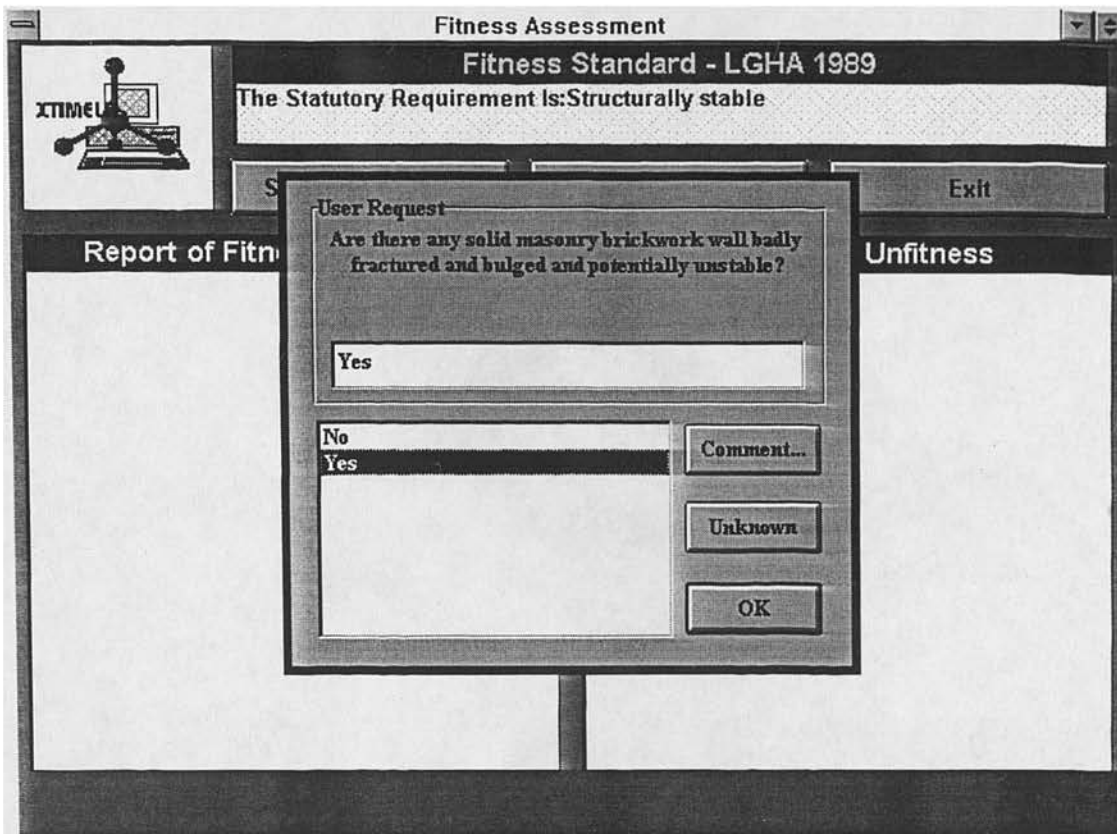 Fitness Assessment
Fitness Standard - LGHA 1989
XTIMEL
The Statutory Requirement Is:Structurally stable
S
Exit
Report of Fitn
Unfitness
User Request
Are there any solid masonry brickwork wall badly
fractured and bulged and potentially unstable?
Yes
No
Yes
Comment...
Unknown
OK